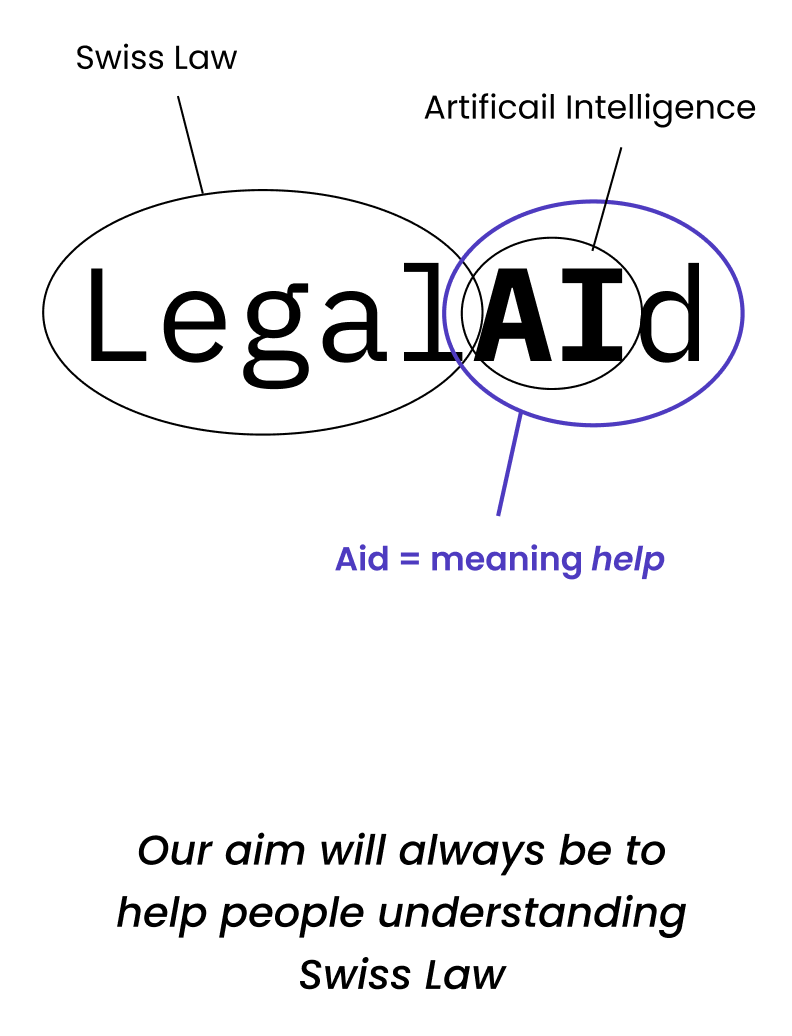 Swiss Law
Artificail Intelligence
LegalAId
Aid = meaning help
Our aim will always be to
help people understanding
Swiss Law